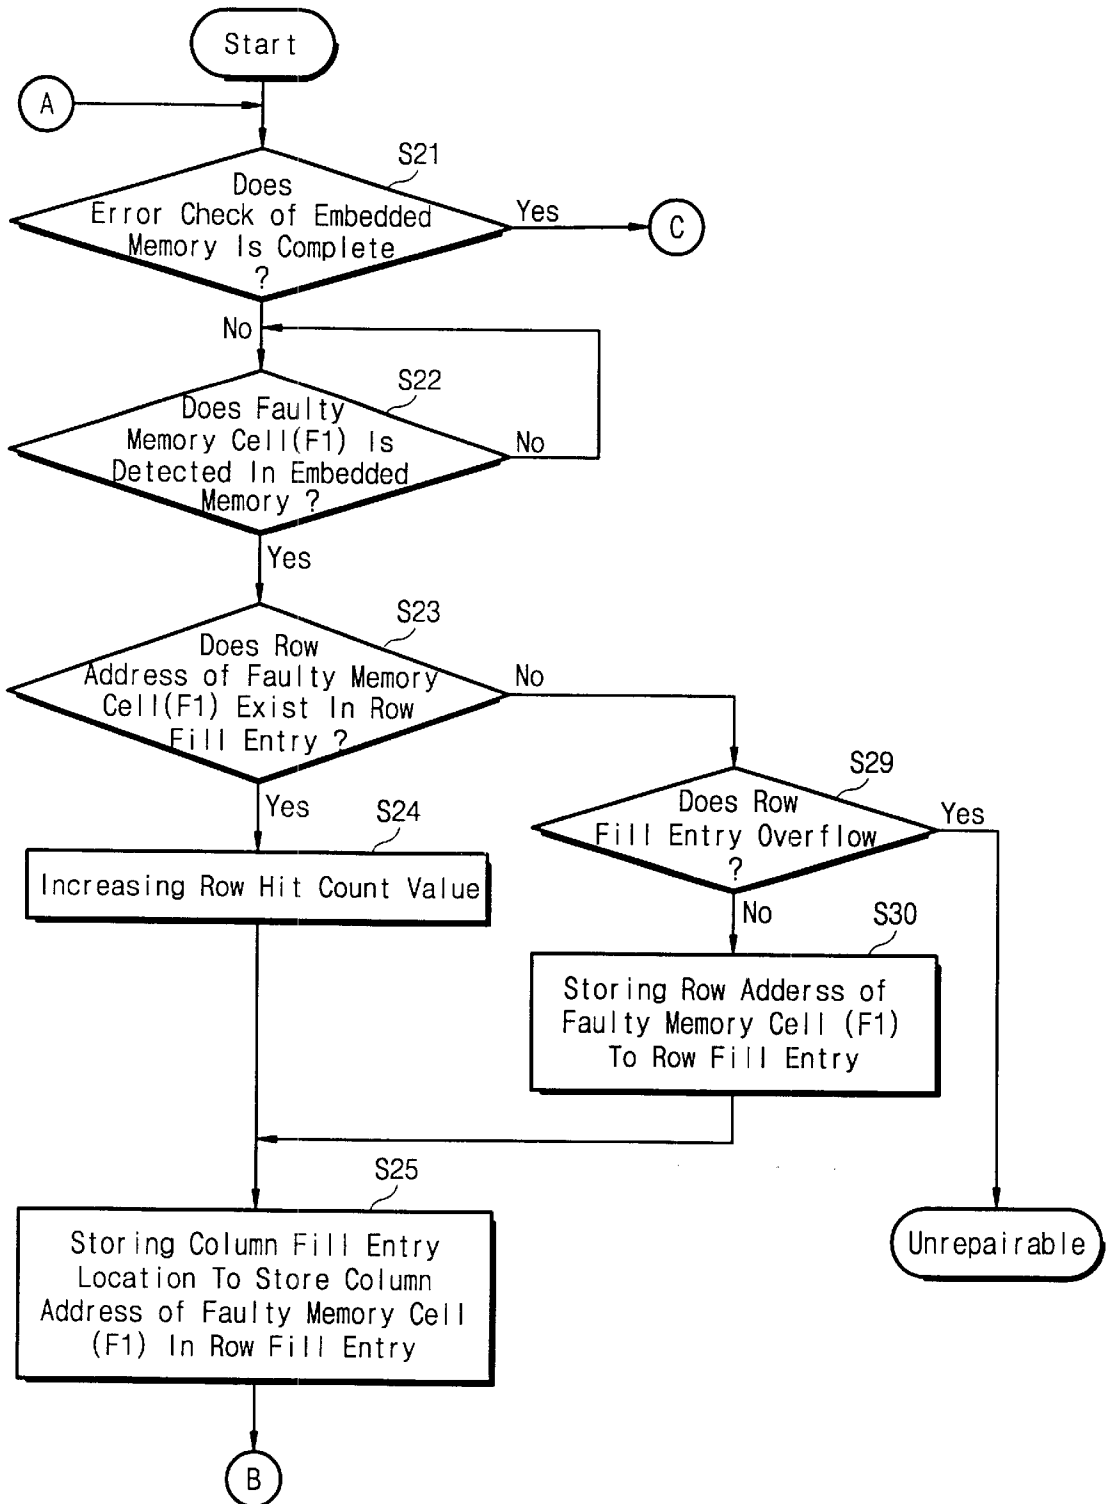 Start
A
S21
Does
Error Check of Embedded
Memory Is Complete
?
Yes
C
No
S22
Does Faulty
Memory Cell(F1) Is
Detected In Embedded
Memory ?
No
Yes
S23
Does Row
Address of Faulty Memory
Cell(F1) Exist In Row
Fill Entry ?
No
Yes
S24
Increasing Row Hit Count Value
S29
Does Row
Fill Entry Overflow
?
Yes
No
S30
Storing Row Adderss of
Faulty Memory Cell (F1)
To Row Fill Entry
S25
Storing Column Fill Entry
Location To Store Column
Address of Faulty Memory Cell
(F1) In Row Fill Entry
Unrepairable
B